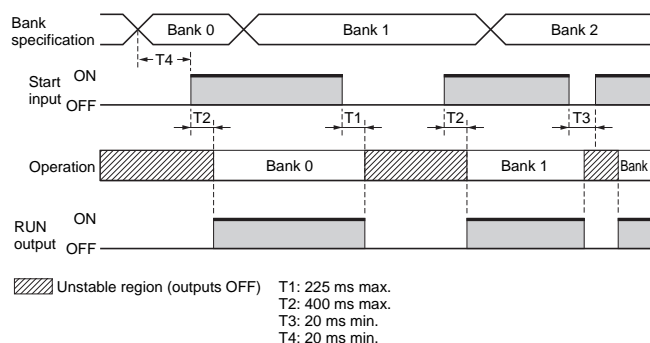 Bank specification
Bank 0
Bank 1
Bank 2
T4
Start input
ON
OFF
T2
T1
T2
T3
Operation
Bank 0
Bank 1
Bank
RUN output
ON
OFF
Unstable region (outputs OFF)
T1: 225 ms max.
T2: 400 ms max.
T3: 20 ms min.
T4: 20 ms min.